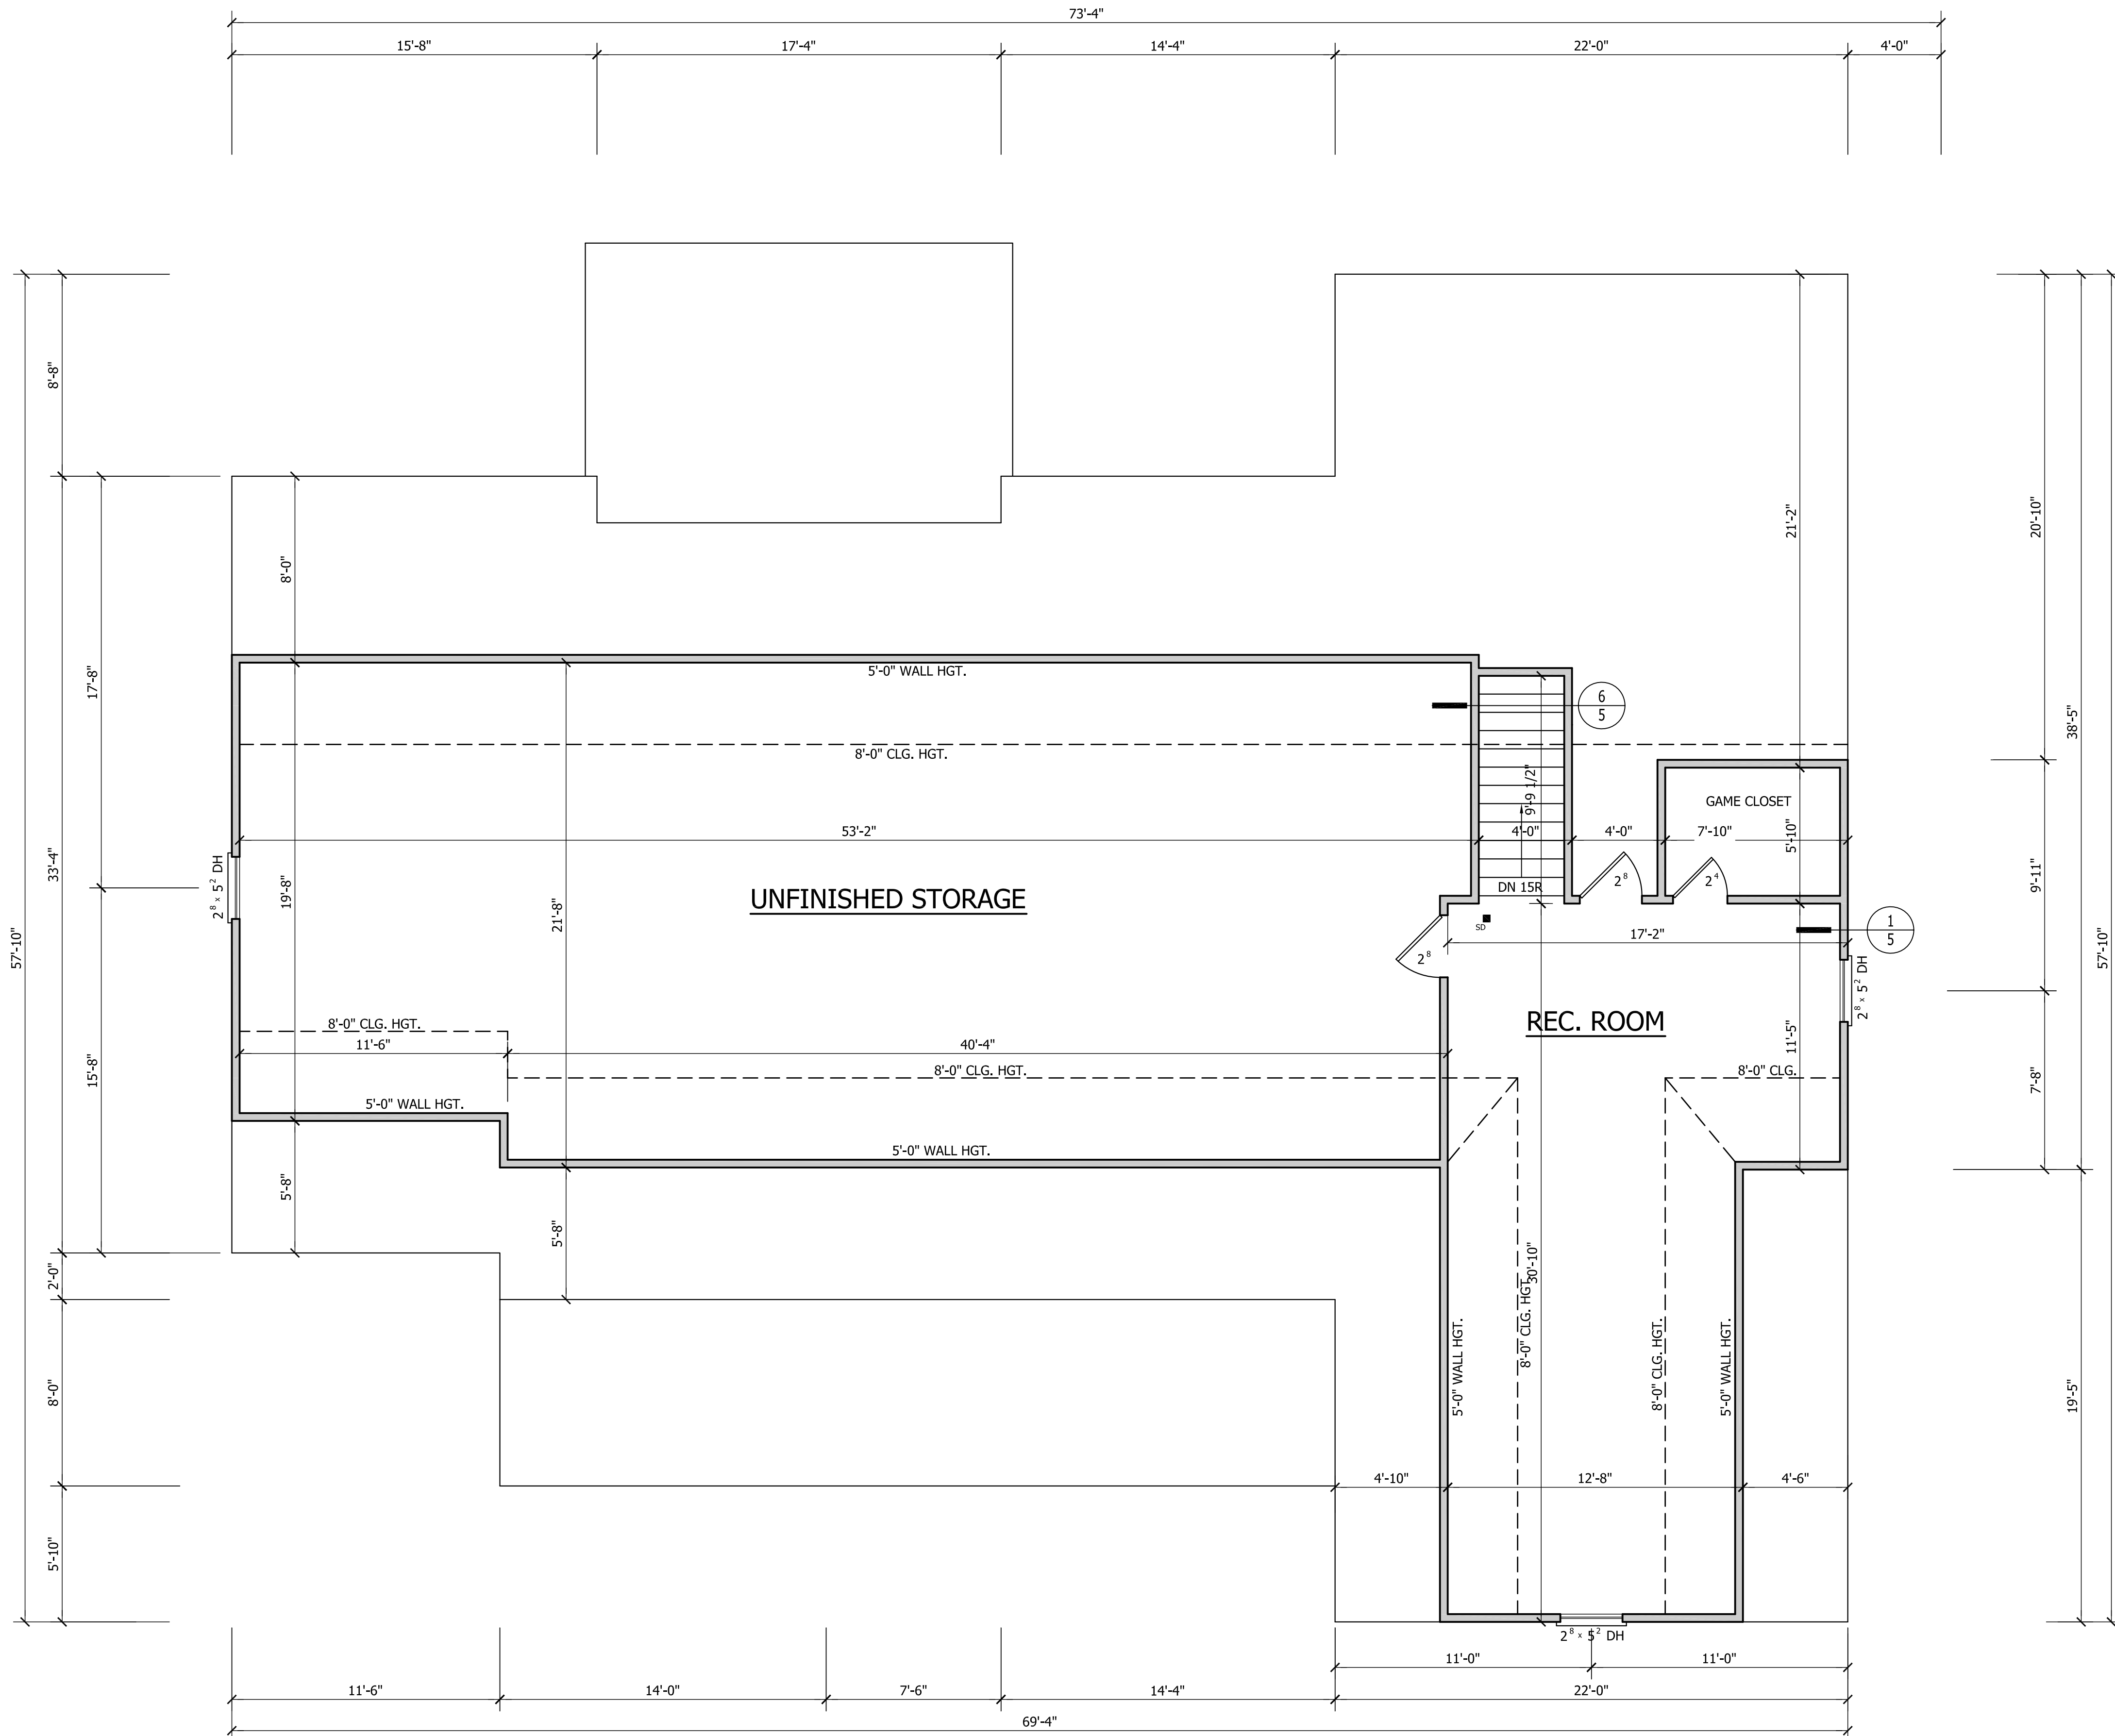 73'-4"
15'-8"
17'-4"
14'-4"
22'-0"
4'-0"
8'-8"
57'-10"
33'-4"
17'-8"
15'-8"
2'-0"
8'-0"
5'-10"
8'-0"
19'-8"
5'-8"
21'-8"
5'-8"
5'-0" WALL HGT.
8'-0" CLG. HGT.
53'-2"
4'-0"
4'-0"
7'-10"
9'-9 1/2"
6
5
GAME CLOSET
5'-10"
21'-2"
20'-10"
38'-5"
57'-10"
9'-11"
7'-8"
19'-5"
2⁸ x 5² DH
UNFINISHED STORAGE
DN 15R
2⁸
2⁴
SD
17'-2"
1
5
2⁸
2⁸ x 5² DH
REC. ROOM
11'-5"
8'-0" CLG. HGT.
11'-6"
40'-4"
8'-0" CLG. HGT.
8'-0" CLG.
5'-0" WALL HGT.
5'-0" WALL HGT.
30'-10"
5'-0" WALL HGT.
8'-0" CLG. HGT.
8'-0" CLG. HGT.
5'-0" WALL HGT.
4'-10"
12'-8"
4'-6"
2⁸ x 5² DH
11'-0"
11'-0"
11'-6"
14'-0"
7'-6"
14'-4"
22'-0"
69'-4"